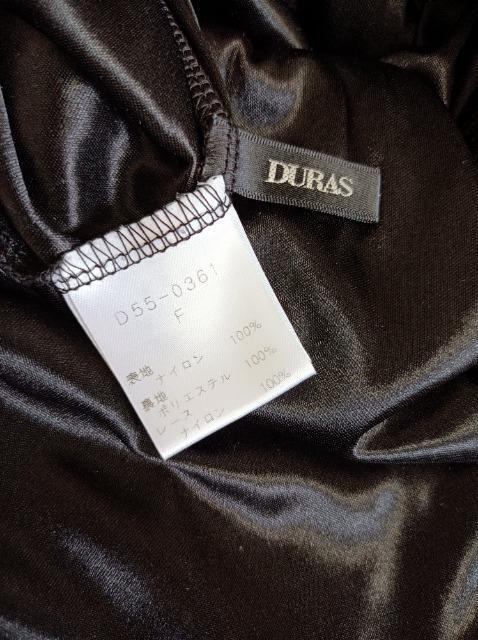 DURAS
D55-0361
F
表地
ナイロン 100%
裏地
ポリエステル 100%
レース
ナイロン 100%